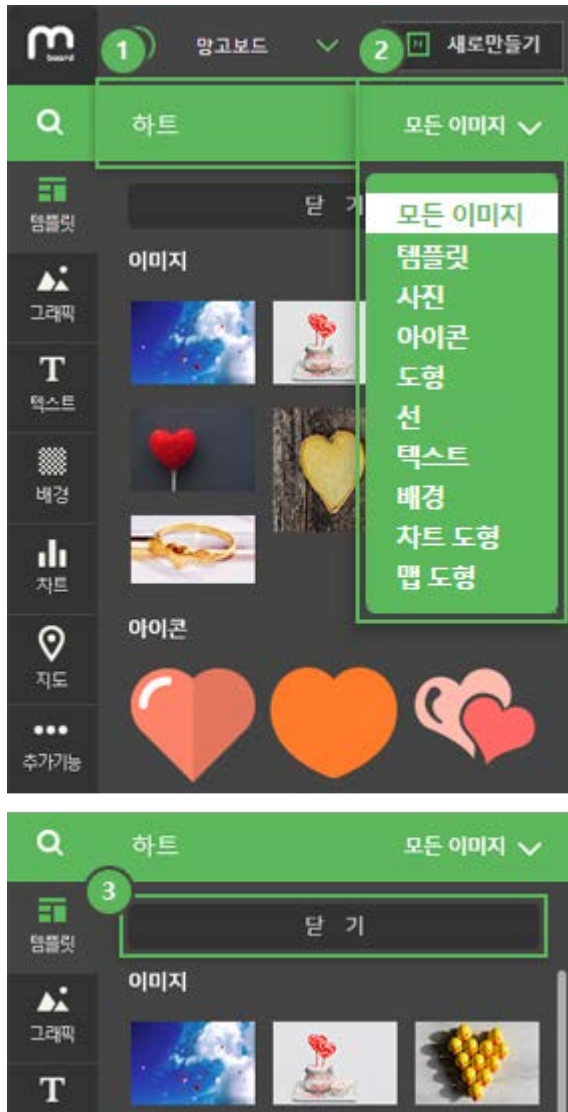 m
board
1
망고보드
2
N 새로만들기
하트
모든 이미지
템플릿
닫 기
모든 이미지
템플릿
사진
아이콘
도형
선
텍스트
배경
차트 도형
맵 도형
이미지
그래픽
T
텍스트
배경
차트
아이콘
지도
추가기능
하트
모든 이미지
3
템플릿
닫 기
이미지
그래픽
T